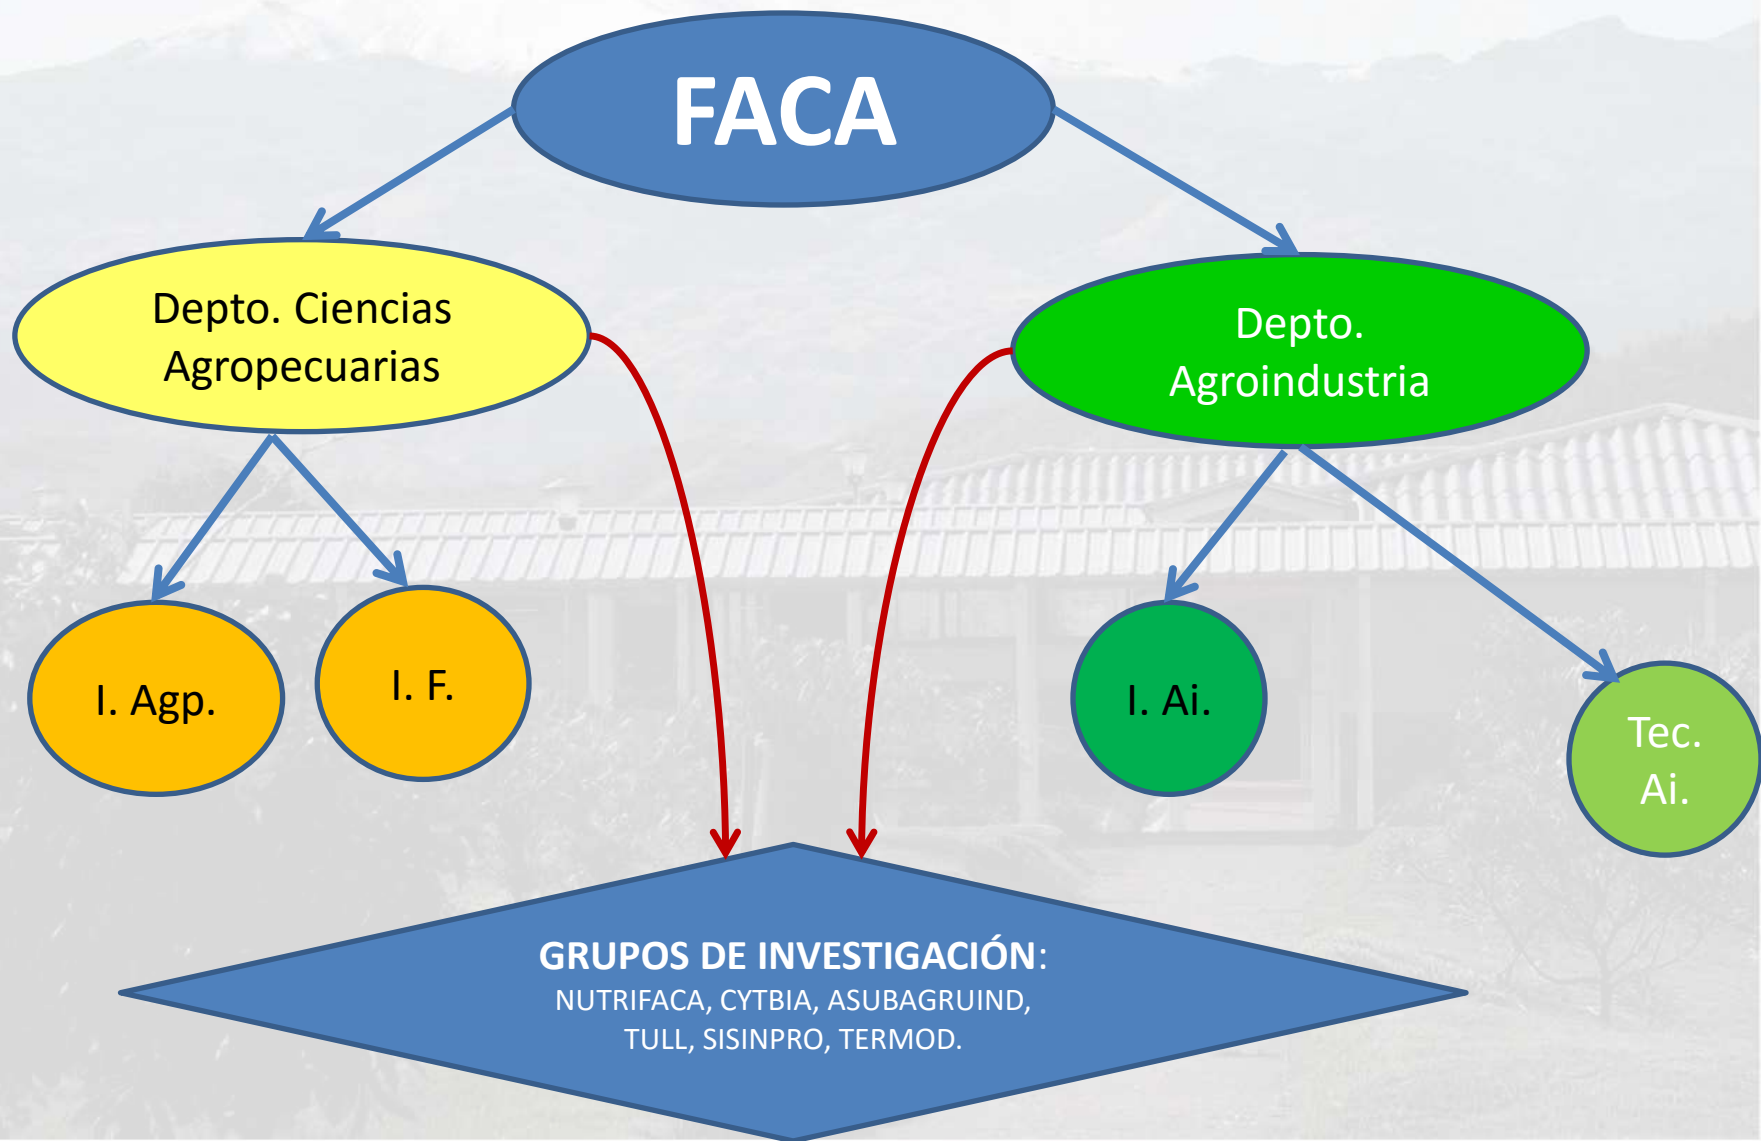 FACA
Depto. Ciencias
Agropecuarias
Depto.
Agroindustria
I. Agp.
I. F.
I. Ai.
Tec.
Ai.
GRUPOS DE INVESTIGACIÓN:
NUTRIFACA, CYTBIA, ASUBAGRUIND,
TULL, SISINPRO, TERMOD.